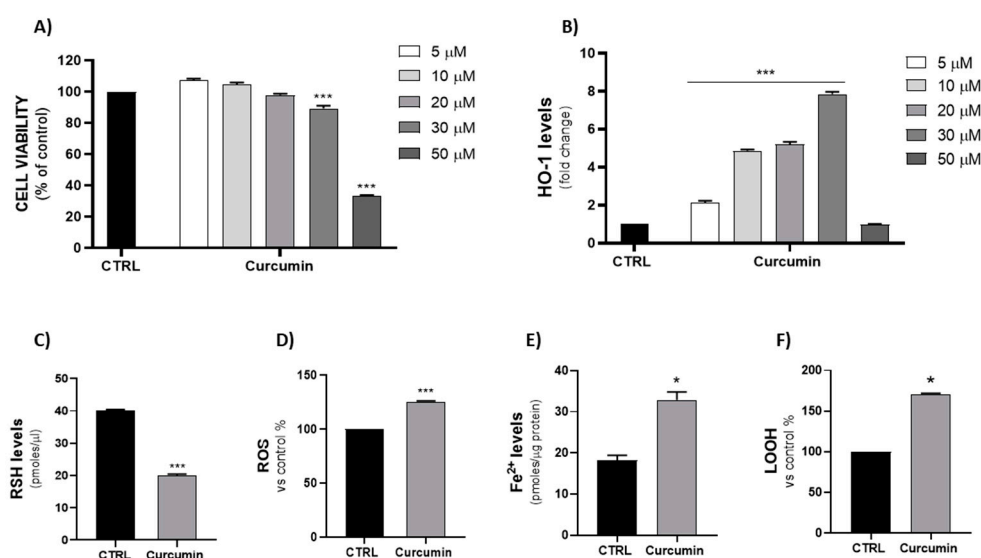 A)
CELL VIABILITY
(% of control)
120
100
80
60
40
20
0
***
***
CTRL
Curcumin
5 μM
10 μM
20 μM
30 μM
50 μM
B)
HO-1 levels
(fold change)
10
8
6
4
2
0
***
CTRL
Curcumin
5 μM
10 μM
20 μM
30 μM
50 μM
C)
RSH levels
(pmoles/μl)
50
40
30
20
10
0
***
CTRL
Curcumin
D)
ROS
vs control %
150
100
50
0
***
CTRL
Curcumin
E)
Fe²⁺ levels
(pmoles/μg protein)
40
30
20
10
0
*
CTRL
Curcumin
F)
LOOH
vs control %
200
150
100
50
0
*
CTRL
Curcumin